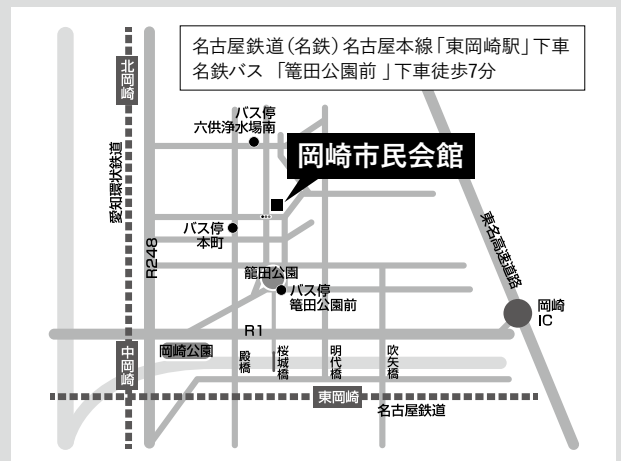 名古屋鉄道(名鉄)名古屋本線「東岡崎駅」下車
名鉄バス 「篭田公園前 」下車徒歩7分
北岡崎
バス停
六供浄水場南
岡崎市民会館
愛知環状鉄道
東名高速道路
バス停
本町
R248
籠田公園
バス停
篭田公園前
岡崎
IC
R1
中岡崎
岡崎公園
殿橋
桜城橋
明代橋
吹矢橋
東岡崎
名古屋鉄道